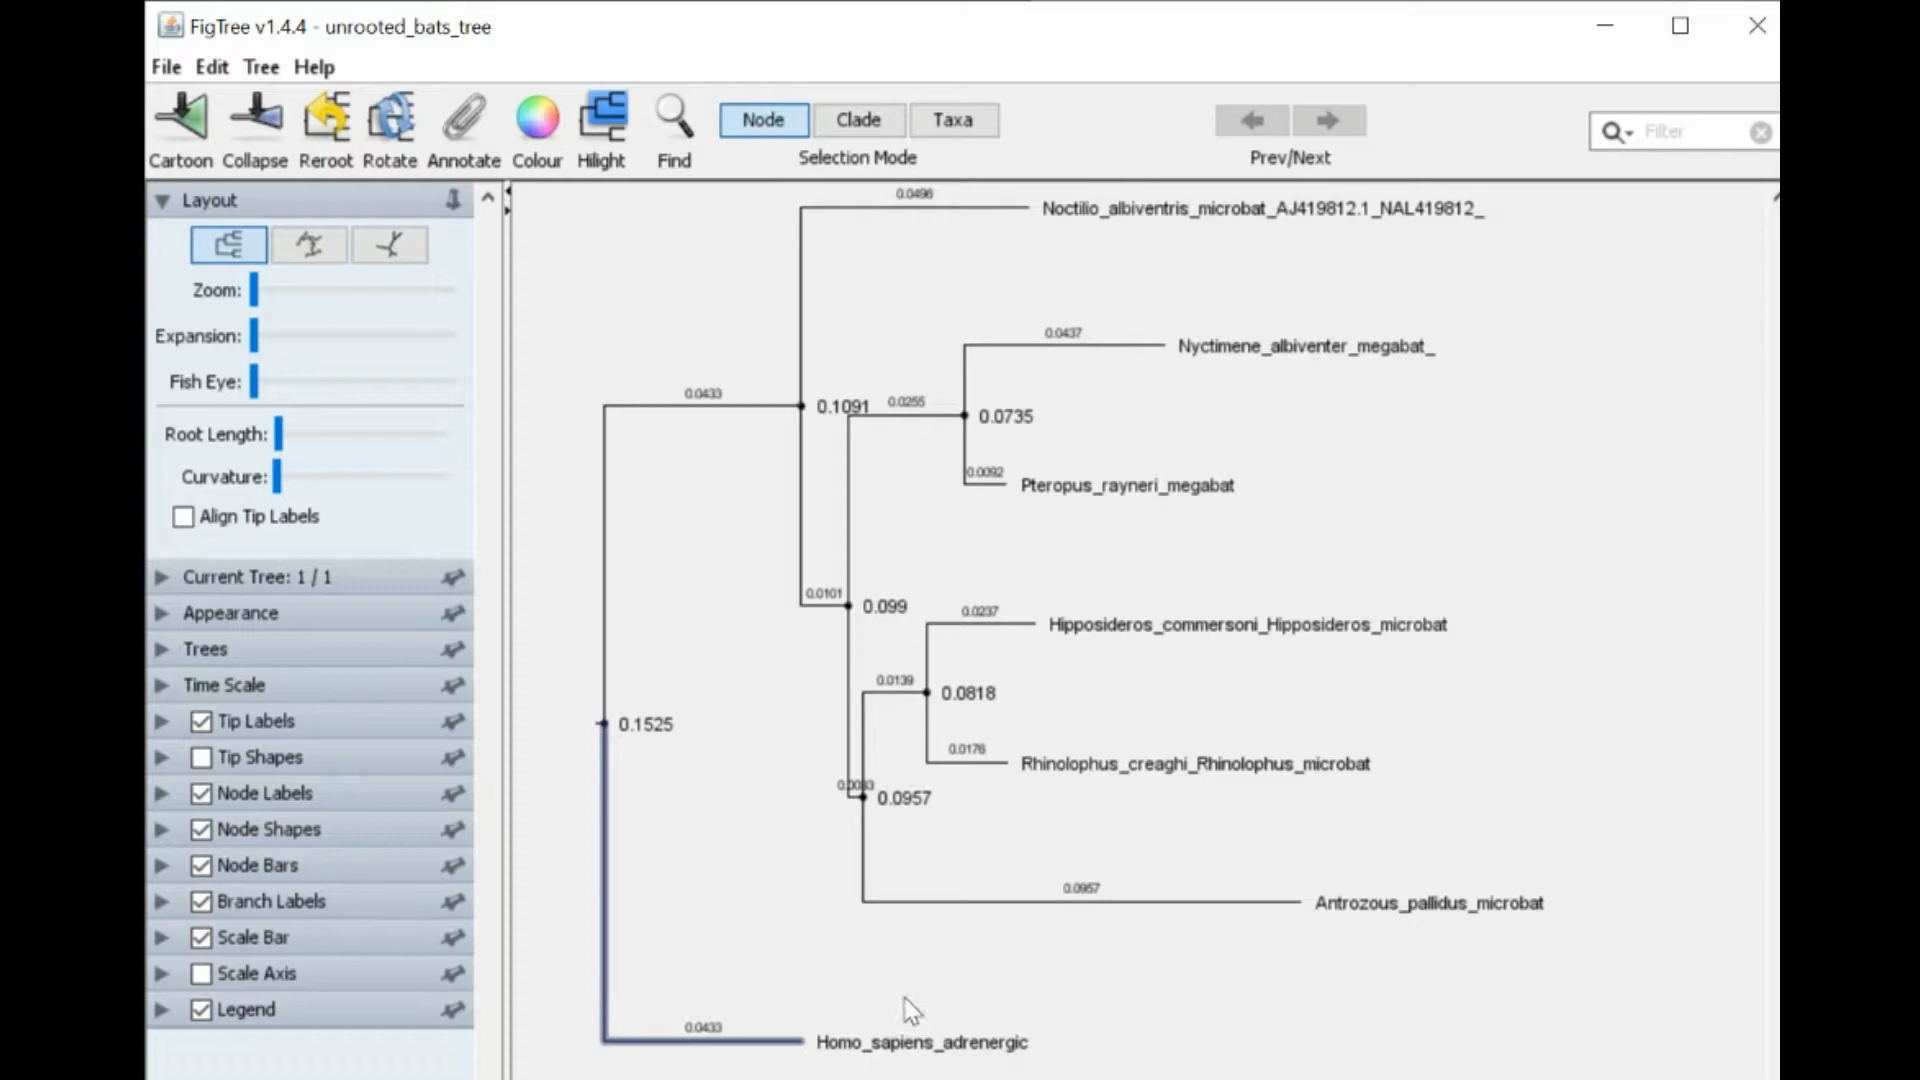 FigTree v1.4.4 - unrooted_bats_tree
File Edit Tree Help
Cartoon Collapse Reroot Rotate Annotate Colour Hilight Find
Node Clade Taxa
Selection Mode
Prev/Next
Filter
Layout
Zoom:
Expansion:
Fish Eye:
Root Length:
Curvature:
Align Tip Labels
Current Tree: 1 / 1
Appearance
Trees
Time Scale
Tip Labels
Tip Shapes
Node Labels
Node Shapes
Node Bars
Branch Labels
Scale Bar
Scale Axis
Legend
0.0496
Noctilio_albiventris_microbat_AJ419812.1_NAL419812_
0.0437
Nyctimene_albiventer_megabat_
0.0433
0.1091
0.0255
0.0735
0.0092
Pteropus_rayneri_megabat
0.0101
0.099
0.0237
Hipposideros_commersoni_Hipposideros_microbat
0.0139
0.0818
0.1525
0.0176
Rhinolophus_creaghi_Rhinolophus_microbat
0.0957
0.0957
Antrozous_pallidus_microbat
0.0433
Homo_sapiens_adrenergic